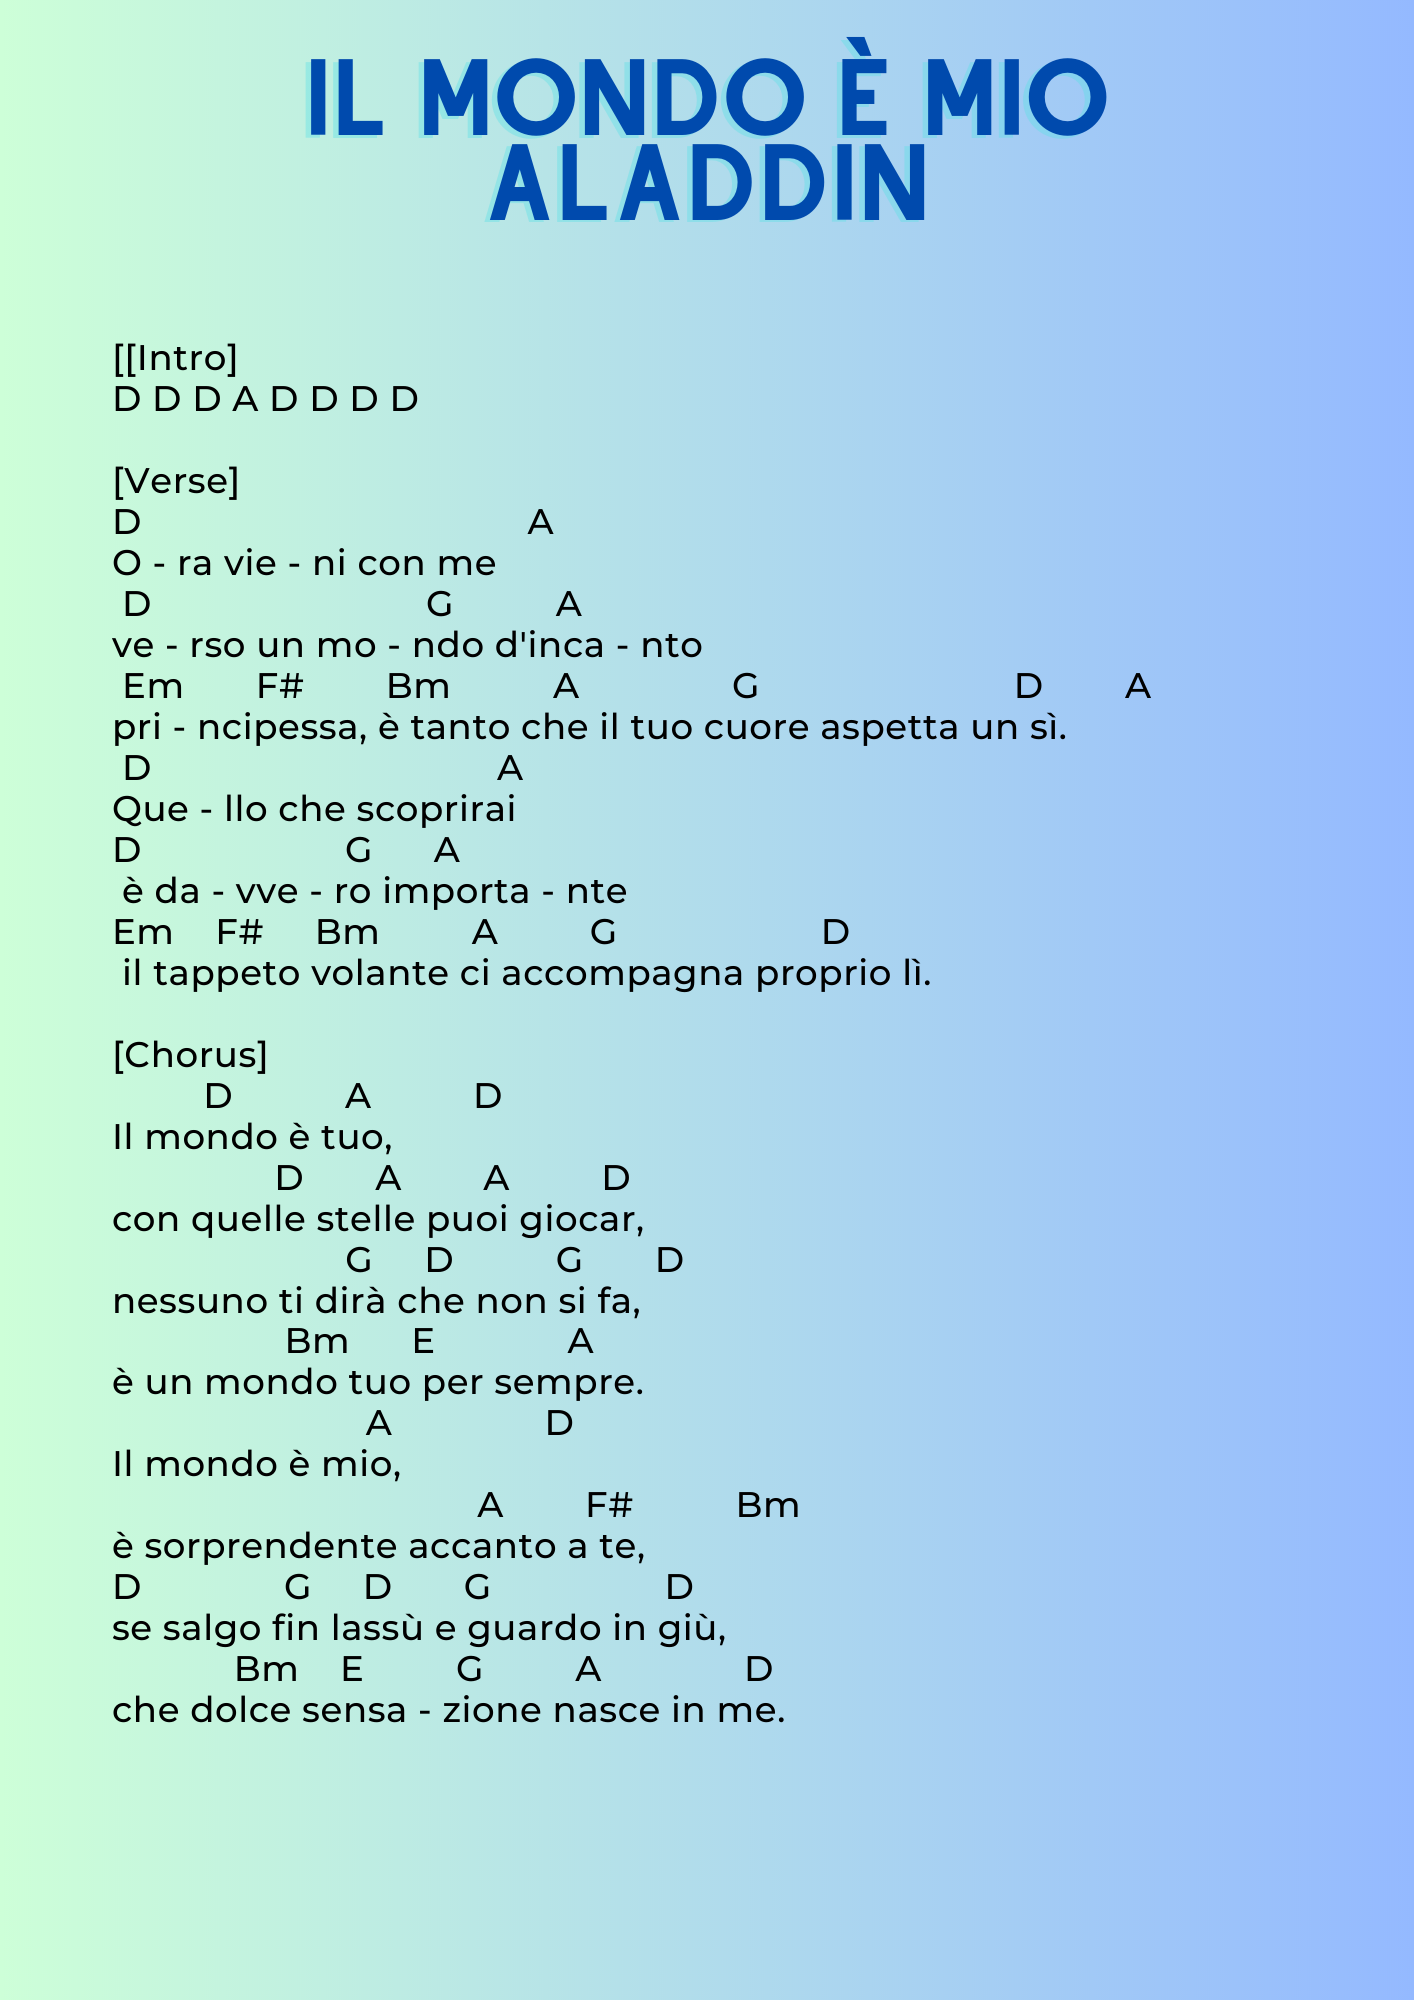 IL MONDO È MIO
ALADDIN
[[Intro]
D D D A D D D D
[Verse]
D A
O - ra vie - ni con me
D G A
ve - rso un mo - ndo d'inca - nto
Em F# Bm A G D A
pri - ncipessa, è tanto che il tuo cuore aspetta un sì.
D A
Que - llo che scoprirai
D G A
è da - vve - ro importa - nte
Em F# Bm A G D
il tappeto volante ci accompagna proprio lì.
[Chorus]
D A D
Il mondo è tuo,
D A A D
con quelle stelle puoi giocar,
G D G D
nessuno ti dirà che non si fa,
Bm E A
è un mondo tuo per sempre.
A D
Il mondo è mio,
A F# Bm
è sorprendente accanto a te,
D G D G D
se salgo fin lassù e guardo in giù,
Bm E G A D
che dolce sensa - zione nasce in me.